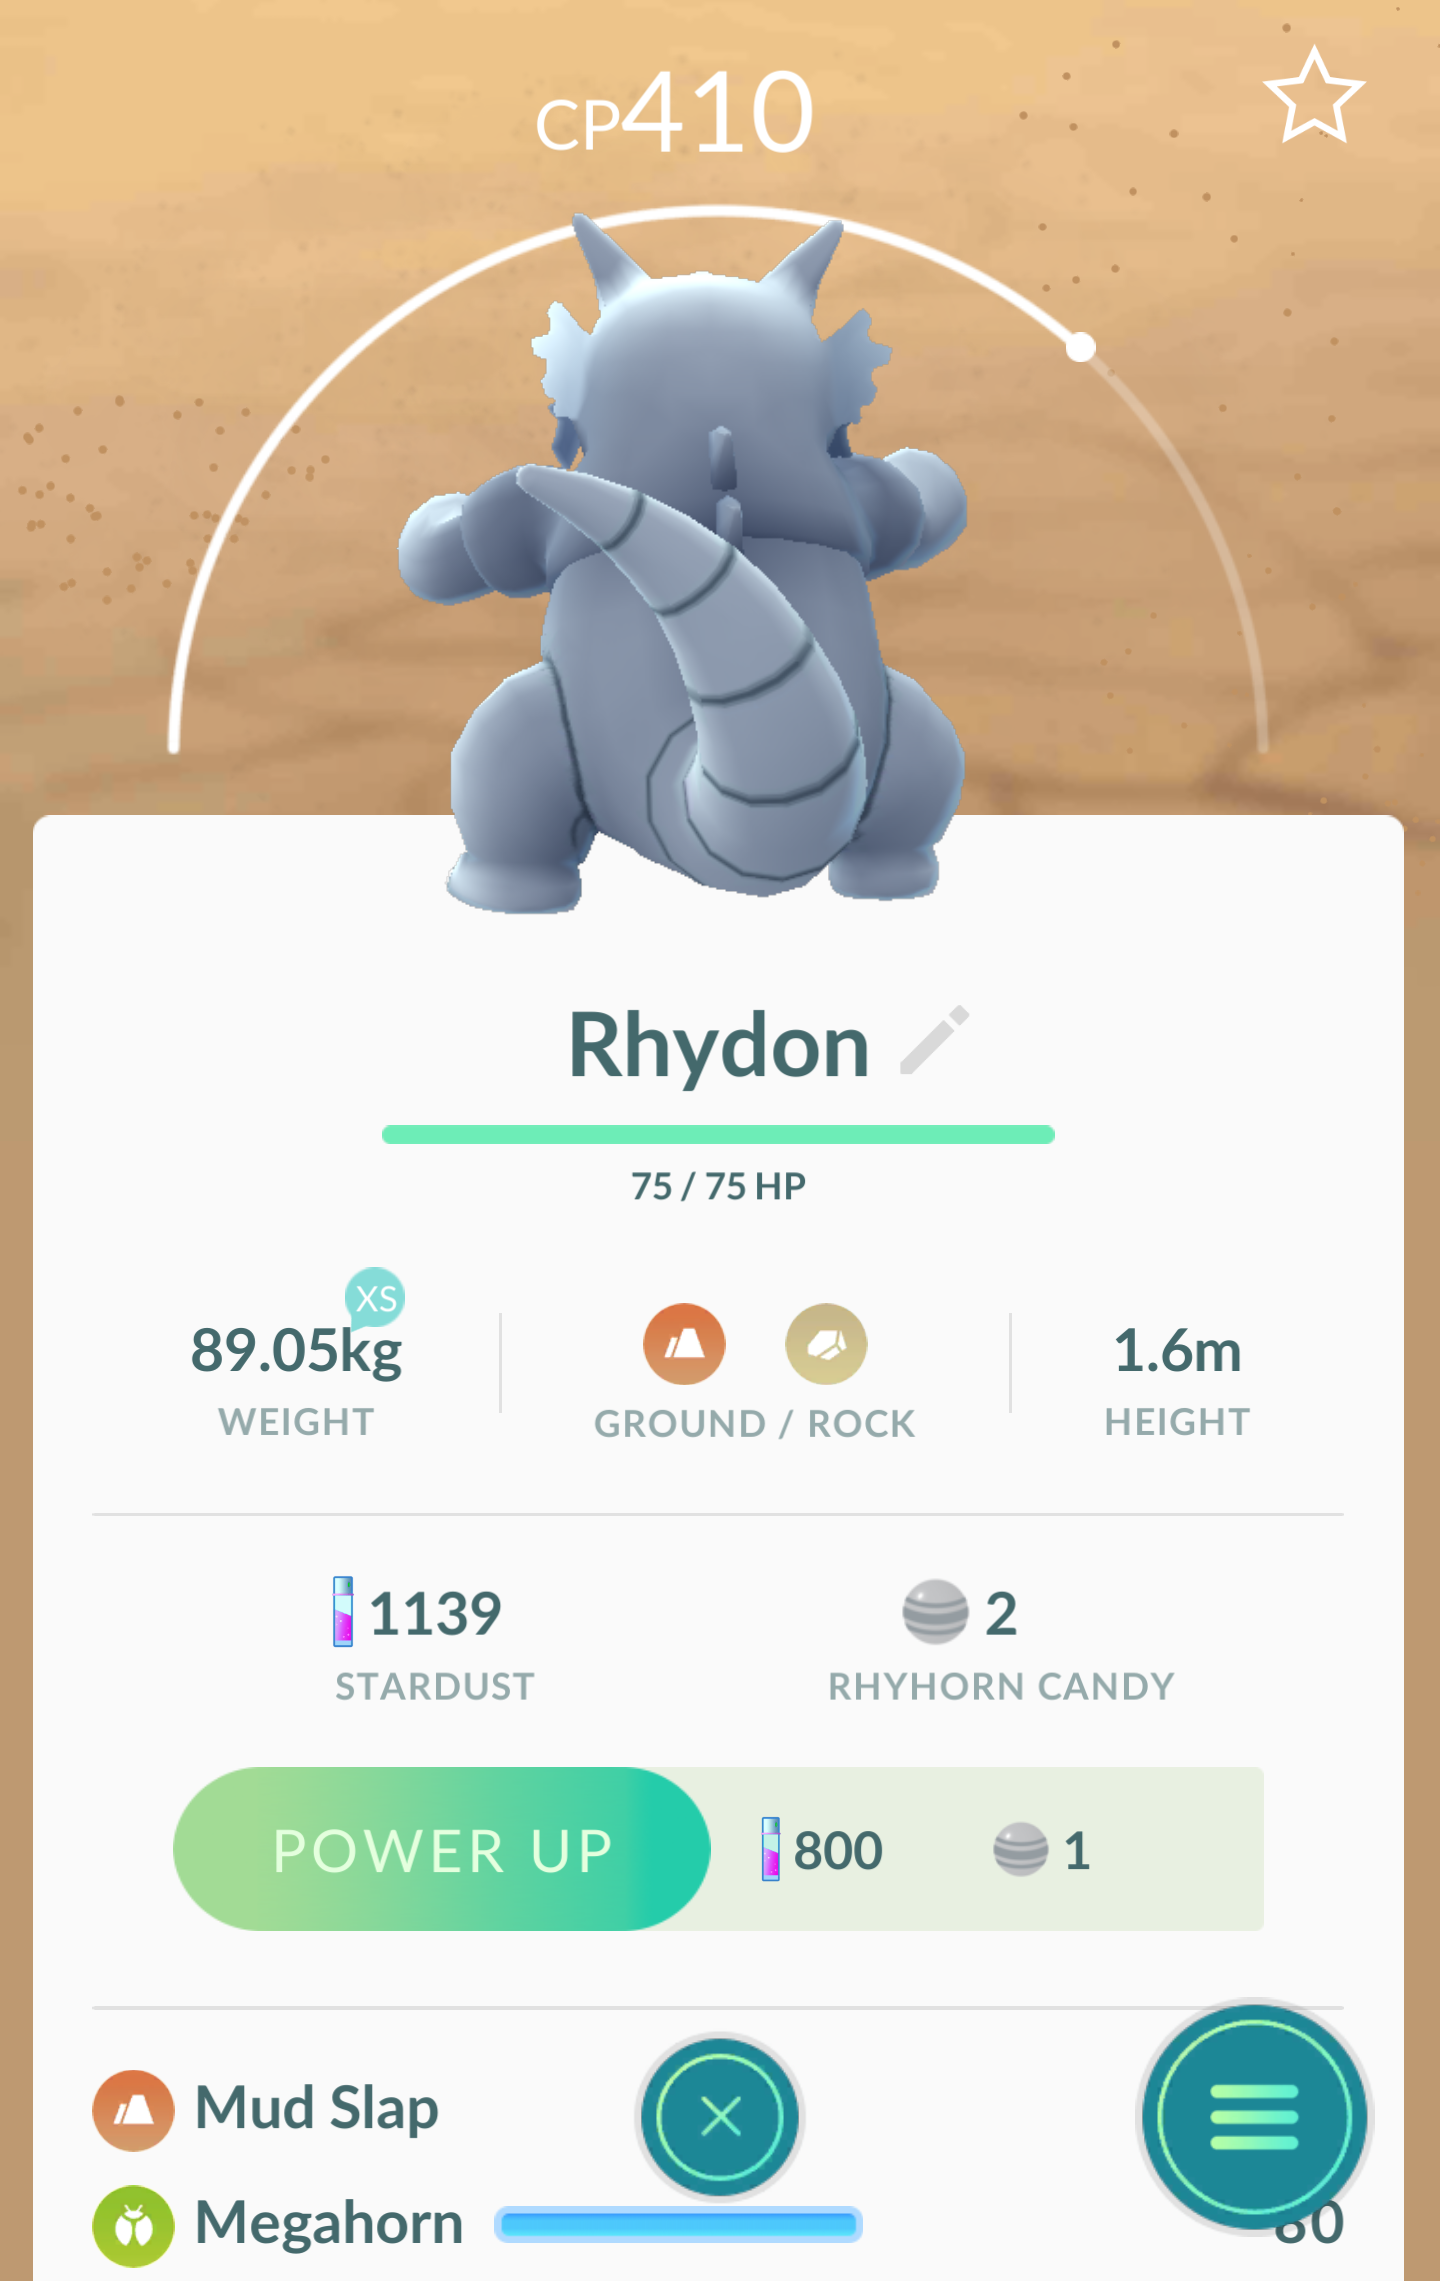 CP410
Rhydon
75 / 75 HP
XS
89.05kg
WEIGHT
GROUND / ROCK
1.6m
HEIGHT
1139
STARDUST
2
RHYHORN CANDY
POWER UP
800
1
Mud Slap
Megahorn
80